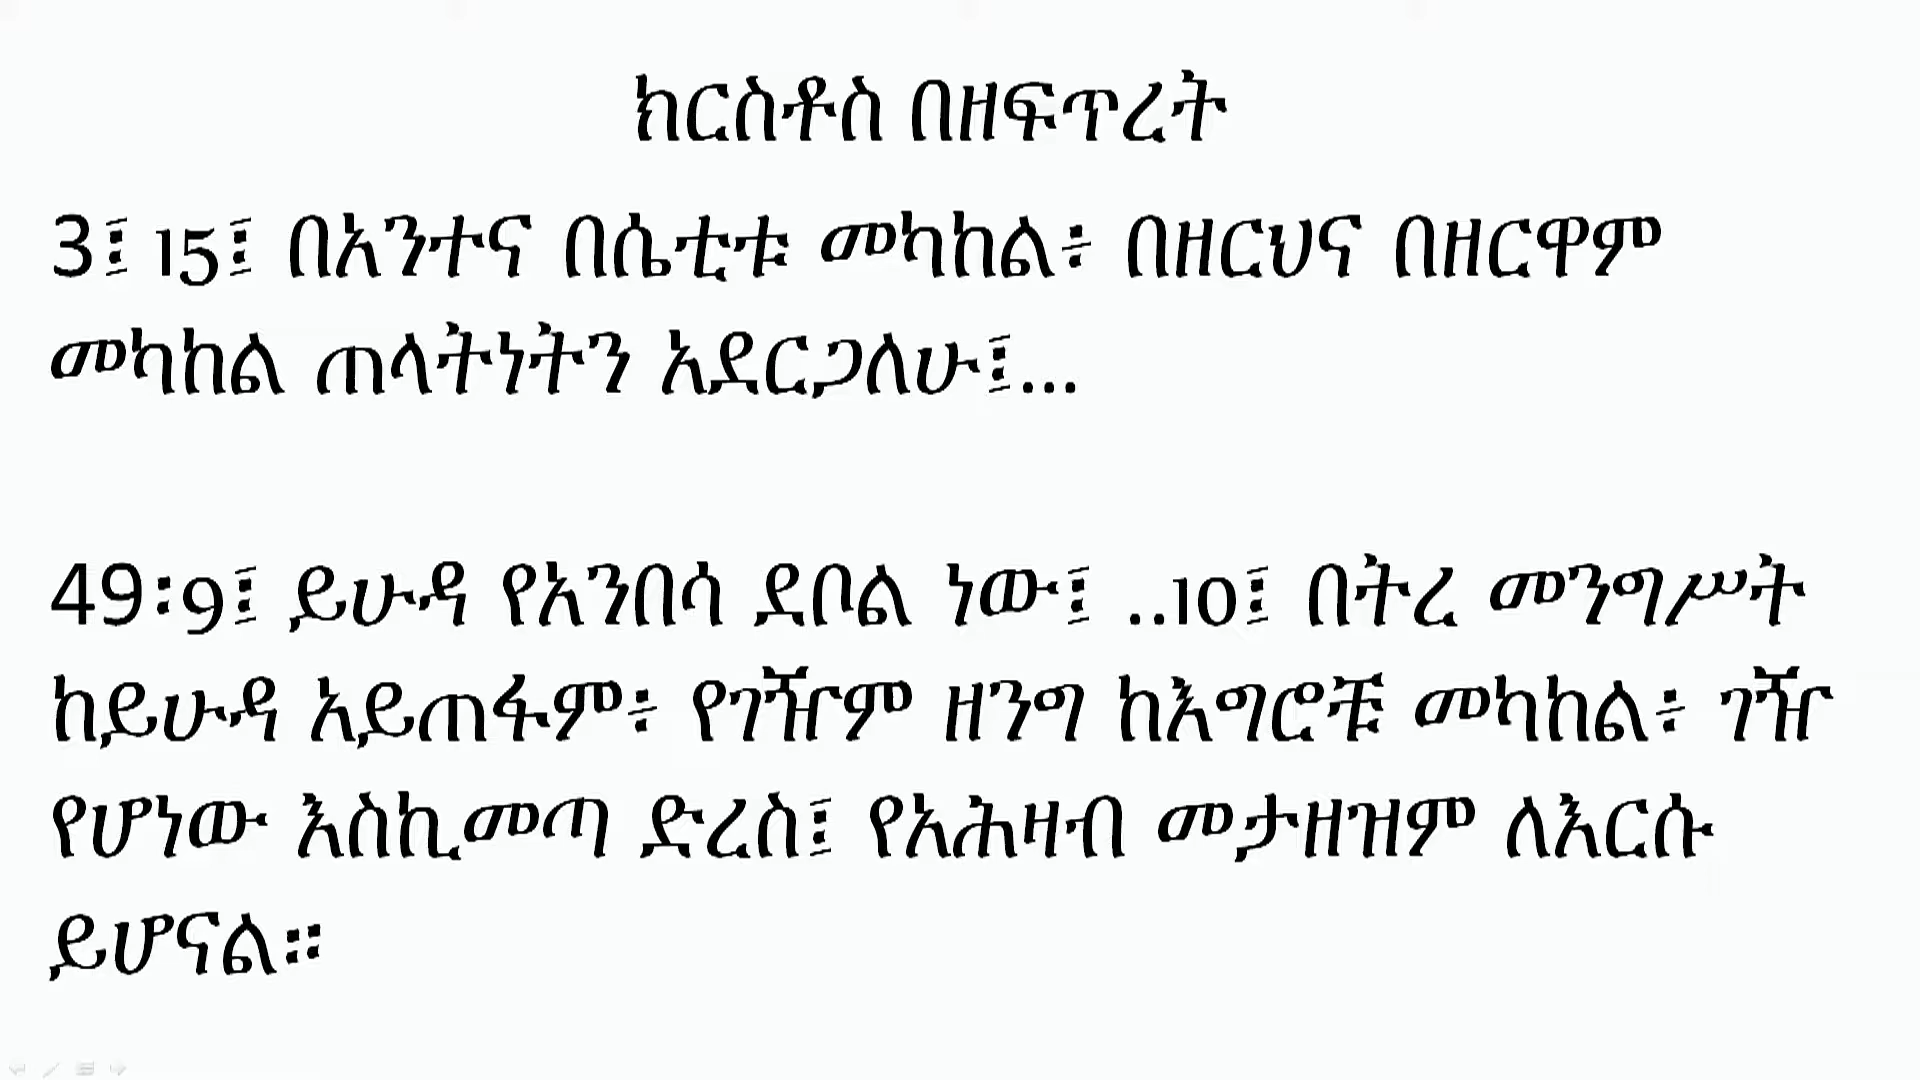 ክርስቶስ በዘፍጥረት
3፤ 15፤ በአንተና በሴቲቱ መካከል፥ በዘርህና በዘርዋም
መካከል ጠላትነትን አደርጋለሁ፤...
49፡9፤ ይሁዳ የአንበሳ ደቦል ነው፤ ..10፤ በትረ መንግሥት
ከይሁዳ አይጠፋም፥ የገዥም ዘንግ ከእግሮቹ መካከል፥ ገዥ
የሆነው እስኪመጣ ድረስ፤ የአሕዛብ መታዘዝም ለእርሱ
ይሆናል።